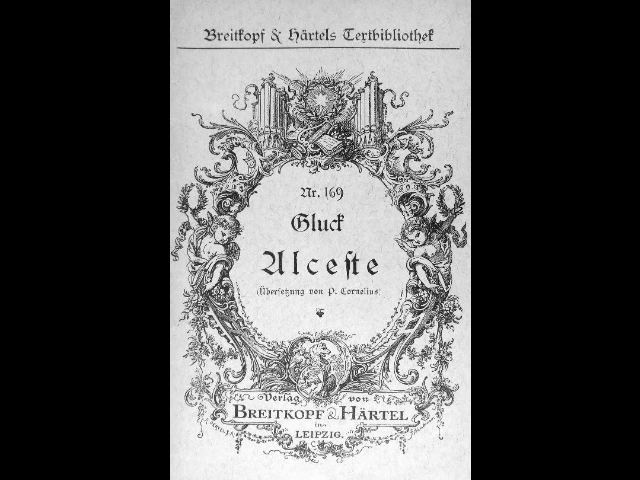 Breitkopf & Härtels Textbibliothek
Nr. 169
Gluck
Alceste
(Übersetzung von P. Cornelius)
Verlag von
BREITKOPF & HÄRTEL
in
LEIPZIG.